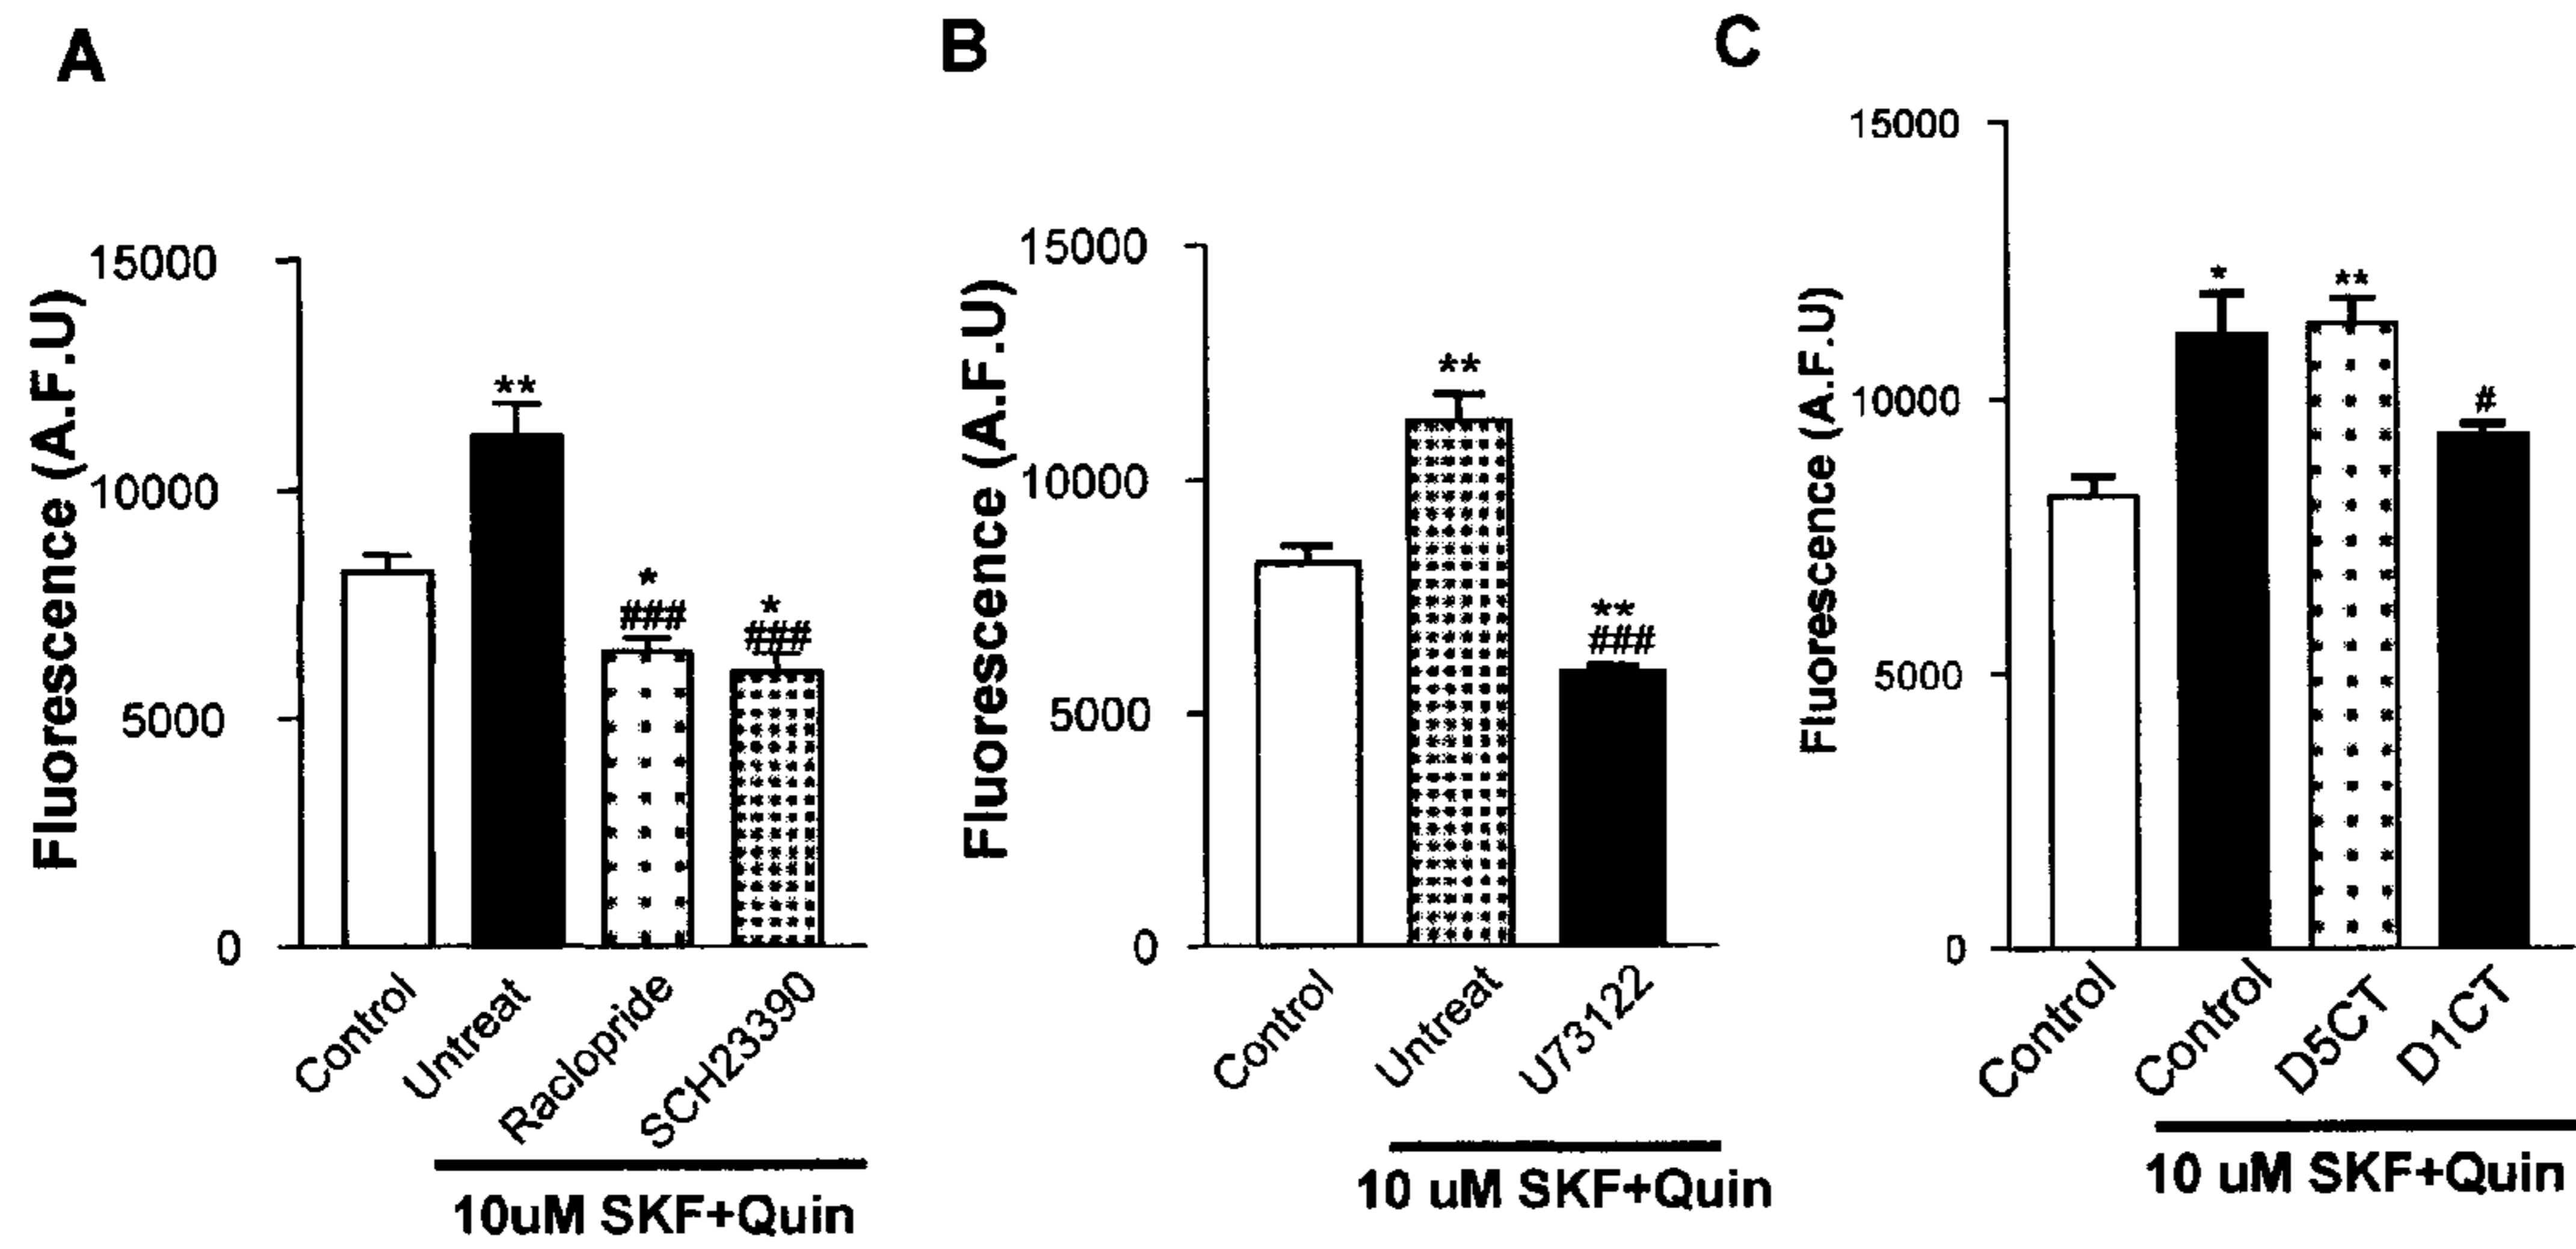 A
Fluorescence (A.F.U)
15000
10000
5000
0
**
*
###
*
###
Control
Untreat
Raclopride
SCH23390
10uM SKF+Quin
B
Fluorescence (A.F.U)
15000
10000
5000
0
**
**
###
Control
Untreat
U73122
10 uM SKF+Quin
C
Fluorescence (A.F.U)
15000
10000
5000
0
*
**
#
Control
Control
D5CT
D1CT
10 uM SKF+Quin